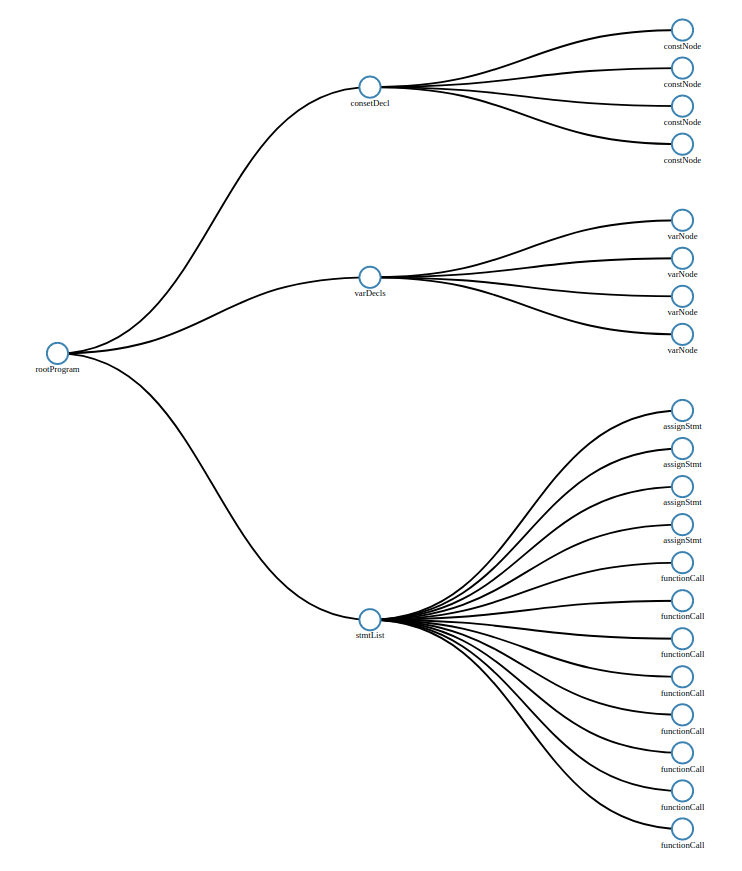 constNode
constNode
constNode
constNode
consetDecl
varNode
varNode
varNode
varNode
varDecls
rootProgram
assignStmt
assignStmt
assignStmt
assignStmt
functionCall
functionCall
functionCall
functionCall
functionCall
functionCall
functionCall
functionCall
stmtList